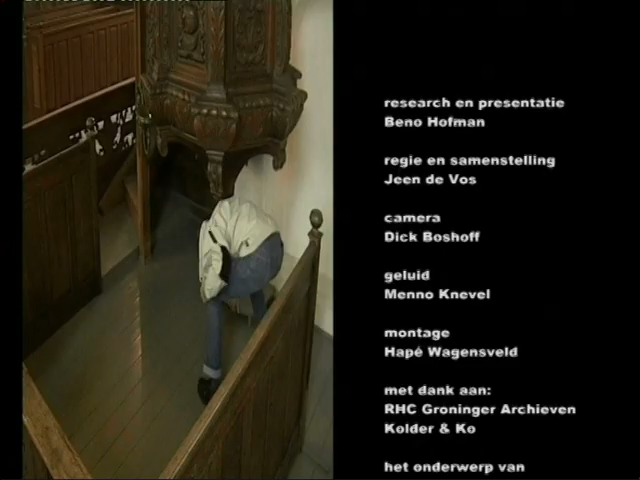 research en presentatie
Beno Hofman
regie en samenstelling
Jeen de Vos
camera
Dick Boshoff
geluid
Menno Knevel
montage
Hapé Wagensveld
met dank aan:
RHC Groninger Archieven
Kolder & Ko
het onderwerp van